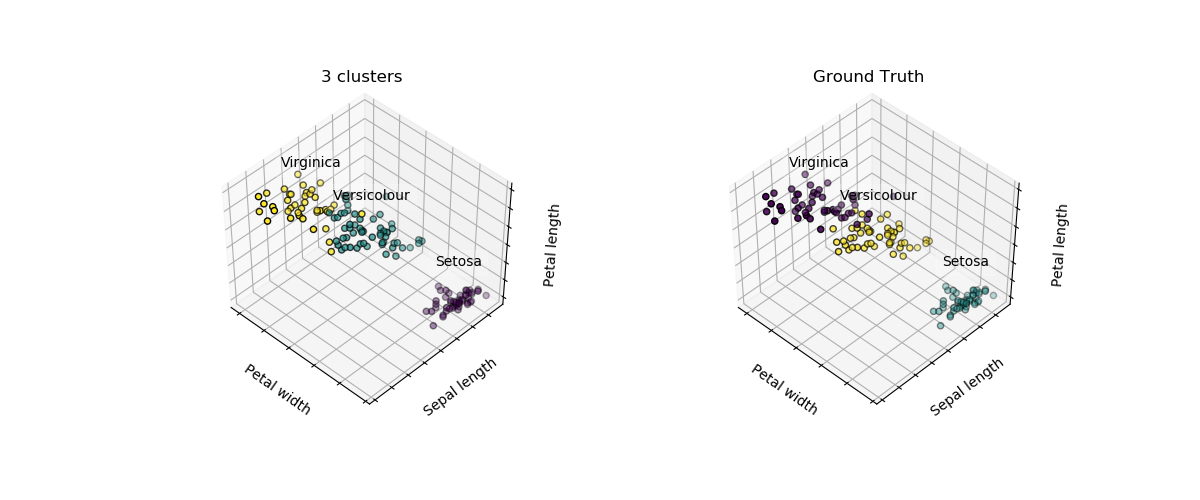 3 clusters
Virginica
Versicolour
Setosa
Petal length
Petal width
Sepal length
Ground Truth
Virginica
Versicolour
Setosa
Petal length
Petal width
Sepal length